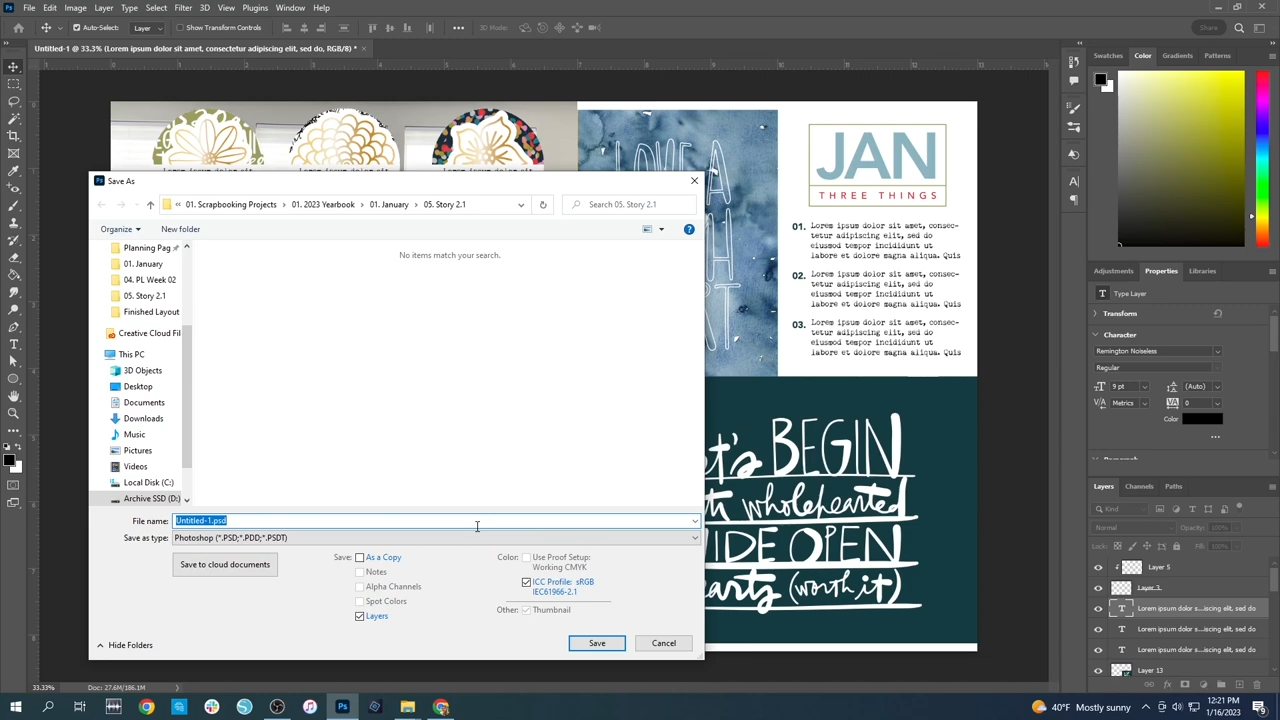 File Edit Image Layer Type Select Filter 3D View Plugins Window Help
Auto-Select: Layer Show Transform Controls 3D Mode: Share
Untitled-1 @ 33.3% (Lorem ipsum dolor sit amet, consectetur adipiscing elit, sed do, RGB/8) *
Save As
Scrapbooking Projects 01. 2023 Yearbook 01. January 05. Story 2.1
Search 05. Story 2.1
Organize New folder
Planning Pag
01. January
04. PL Week 02
05. Story 2.1
Finished Layout
Creative Cloud Fil
This PC
3D Objects
Desktop
Documents
Downloads
Music
Pictures
Videos
Local Disk (C:)
Archive SSD (D:)
No items match your search.
File name: Untitled-1.psd
Save as type: Photoshop (*.PSD;*.PDD;*.PSDT)
Save to cloud documents
Save: As a Copy
Notes
Alpha Channels
Spot Colors
Layers
Color: Use Proof Setup:
Working CMYK
ICC Profile: sRGB
IEC61966-2.1
Other: Thumbnail
Hide Folders
Save Cancel
LOVE A
JAN
THREE THINGS
01. Lorem ipsum dolor sit amet, consec-
tetur adipiscing elit, sed do
eiusmod tempor incididunt ut
labore et dolore magna aliqua. Quis
02. Lorem ipsum dolor sit amet, consec-
tetur adipiscing elit, sed do
eiusmod tempor incididunt ut
labore et dolore magna aliqua. Quis
03. Lorem ipsum dolor sit amet, consec-
tetur adipiscing elit, sed do
eiusmod tempor incididunt ut
labore et dolore magna aliqua. Quis
BEGIN
wholehearted
hearts (worth it)
Swatches Color Gradients Patterns
Adjustments Properties Libraries
Type Layer
Transform
Character
Remington Noiseless
Regular
9 pt (Auto)
Metrics 0
Color
Layers Channels Paths
Kind
Normal Opacity: 100%
Lock: Fill: 100%
Layer 5
Layer 3
Lorem ipsum dolor s...iscing elit, sed do
Lorem ipsum dolor s...iscing elit, sed do
Lorem ipsum dolor s...iscing elit, sed do
Layer 13
33.33% Doc: 27.6M/186.1M
40°F Mostly sunny
12:21 PM
1/16/2023